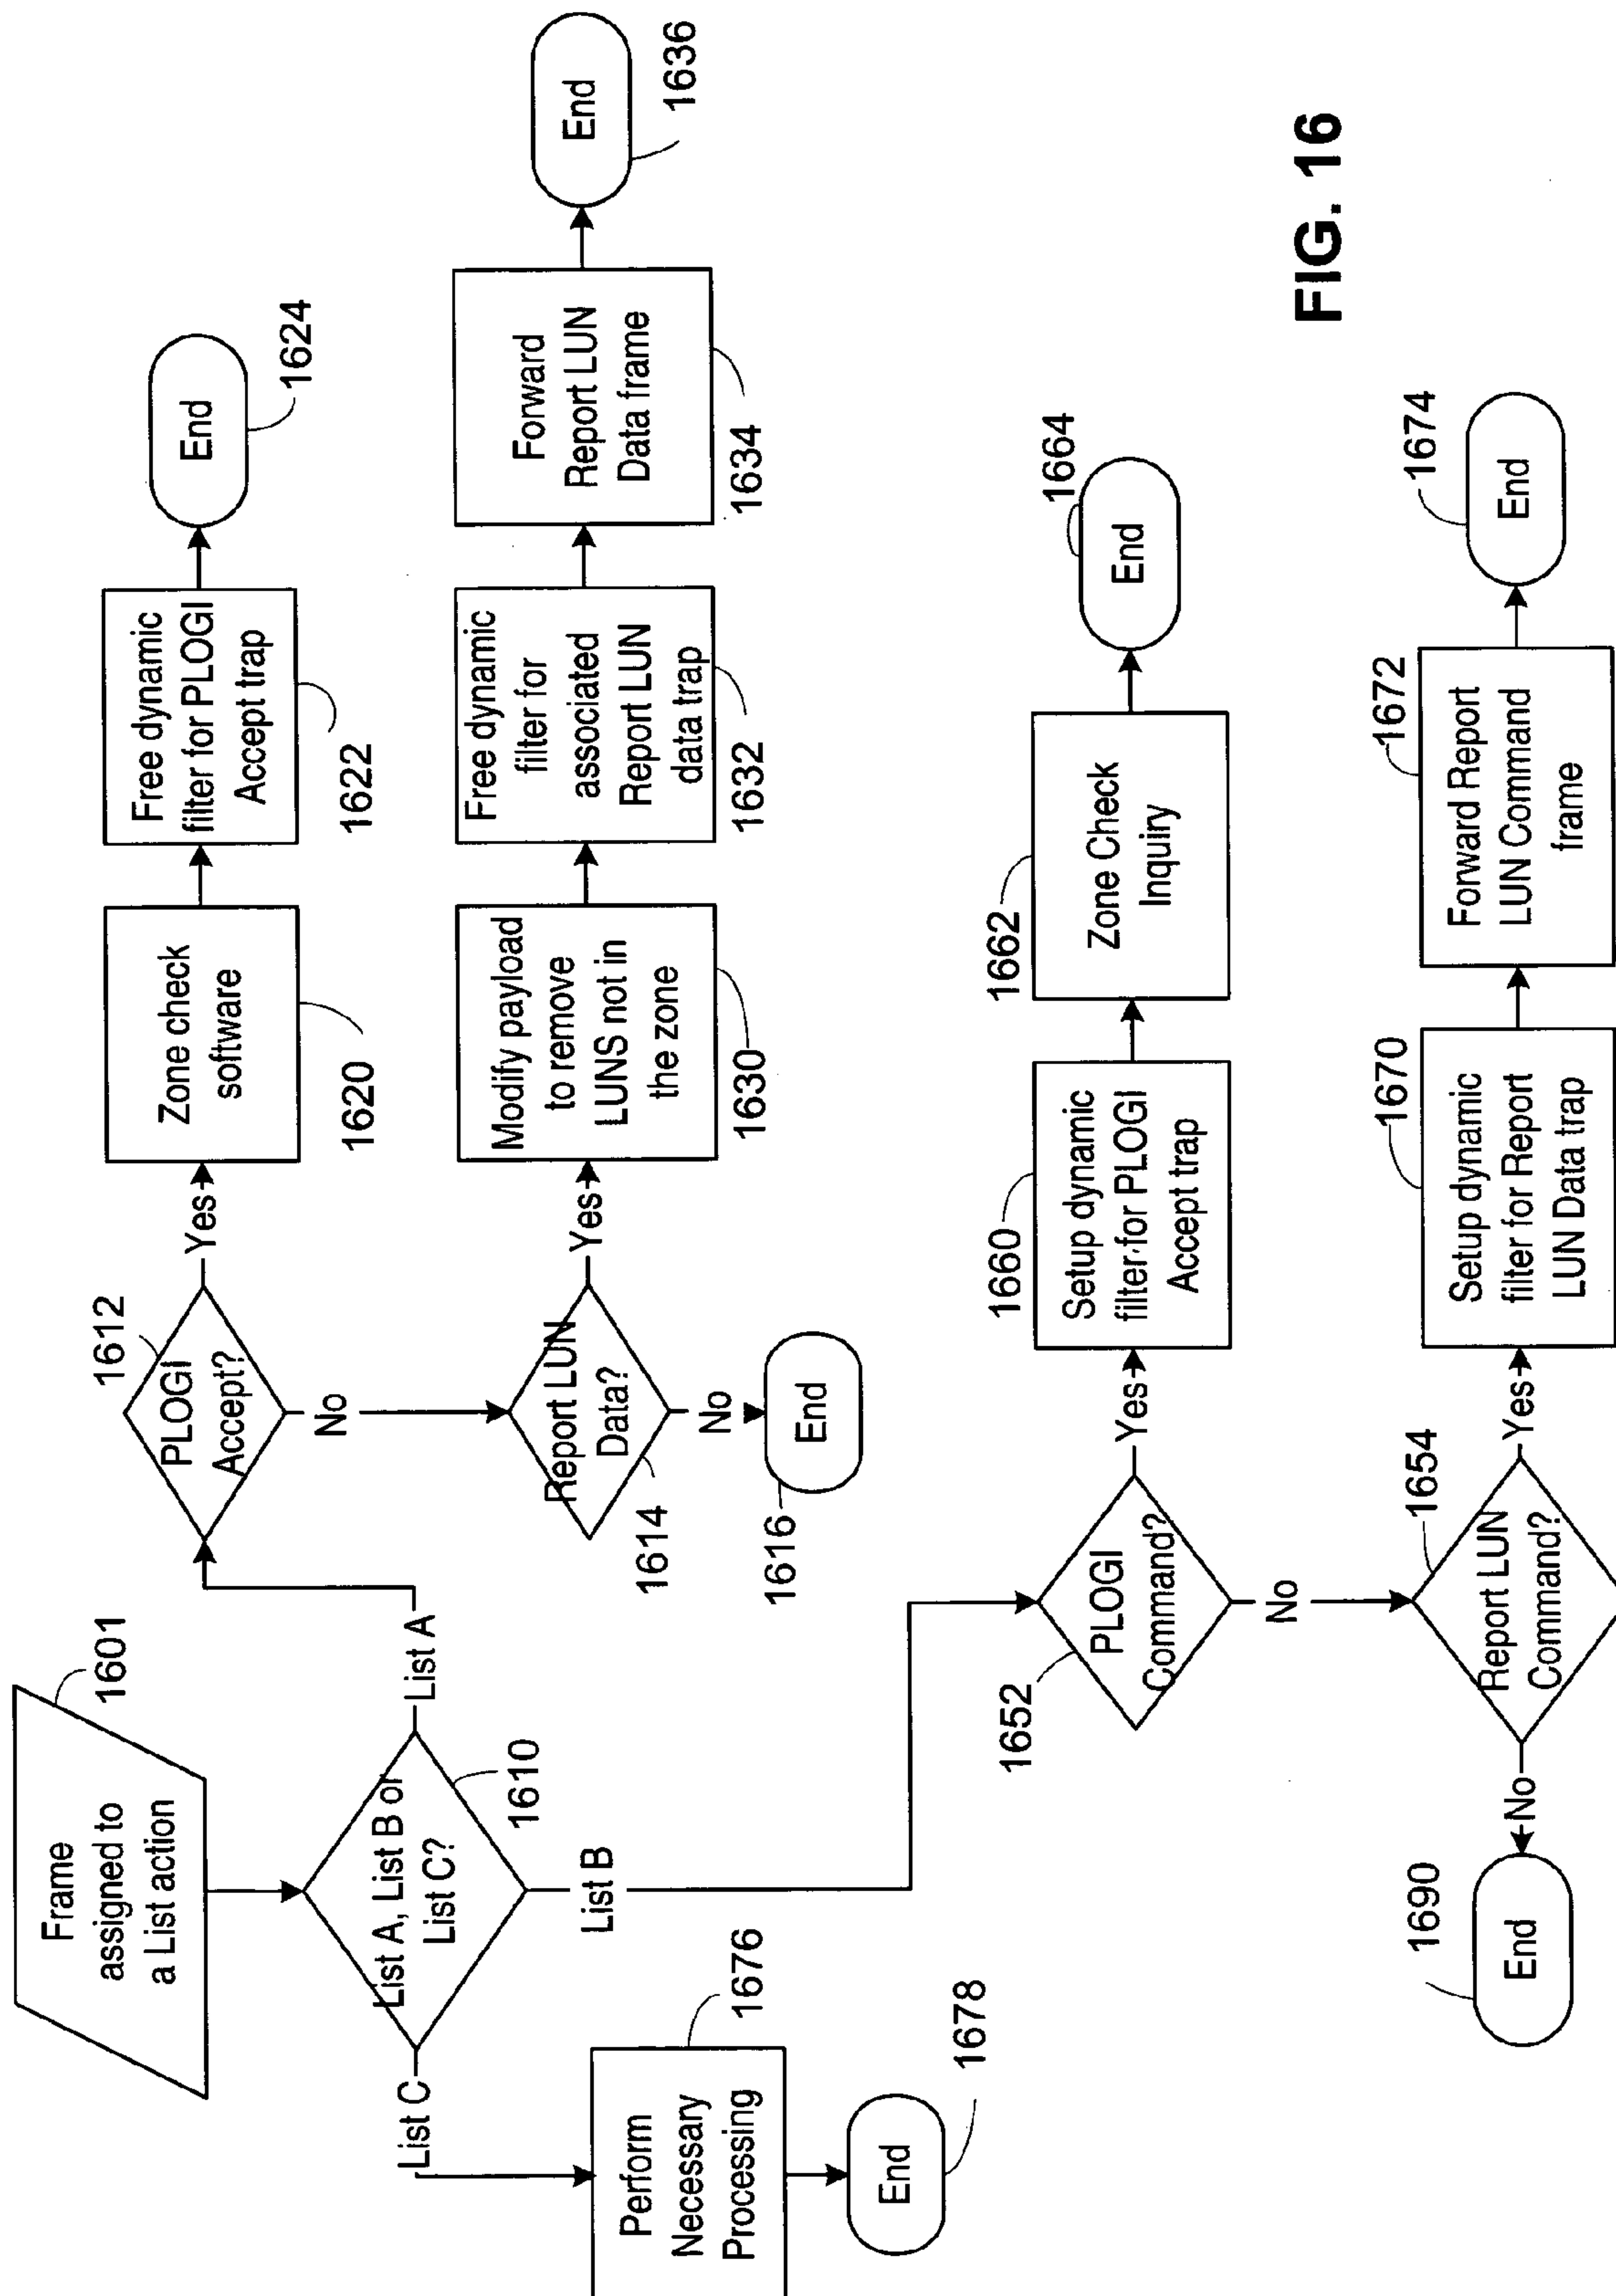 Frame
assigned to
a List action
1601
List A, List B or
List C?
1610
List A
List B
List C
PLOGI
Accept?
1612
Yes
No
Zone check
software
1620
Free dynamic
filter for PLOGI
Accept trap
1622
End
1624
Report LUN
Data?
1614
Yes
No
End
1616
Modify payload
to remove
LUNS not in
the zone
1630
Free dynamic
filter for
associated
Report LUN
data trap
1632
Forward
Report LUN
Data frame
1634
End
1636
Perform
Necessary
Processing
1676
End
1678
PLOGI
Command?
1652
Yes
No
Setup dynamic
filter for PLOGI
Accept trap
1660
Zone Check
Inquiry
1662
End
1664
Report LUN
Command?
1654
Yes
No
Setup dynamic
filter for Report
LUN Data trap
1670
Forward Report
LUN Command
frame
1672
End
1674
End
1690
FIG. 16